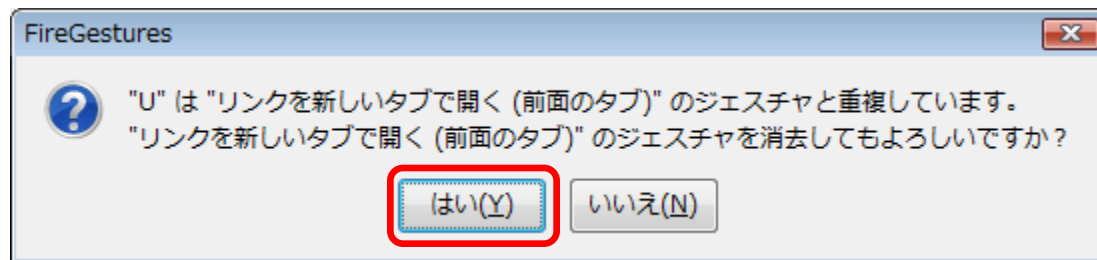 FireGestures
"U" は "リンクを新しいタブで開く (前面のタブ)" のジェスチャと重複しています。
"リンクを新しいタブで開く (前面のタブ)" のジェスチャを消去してもよろしいですか？
はい(Y) いいえ(N)